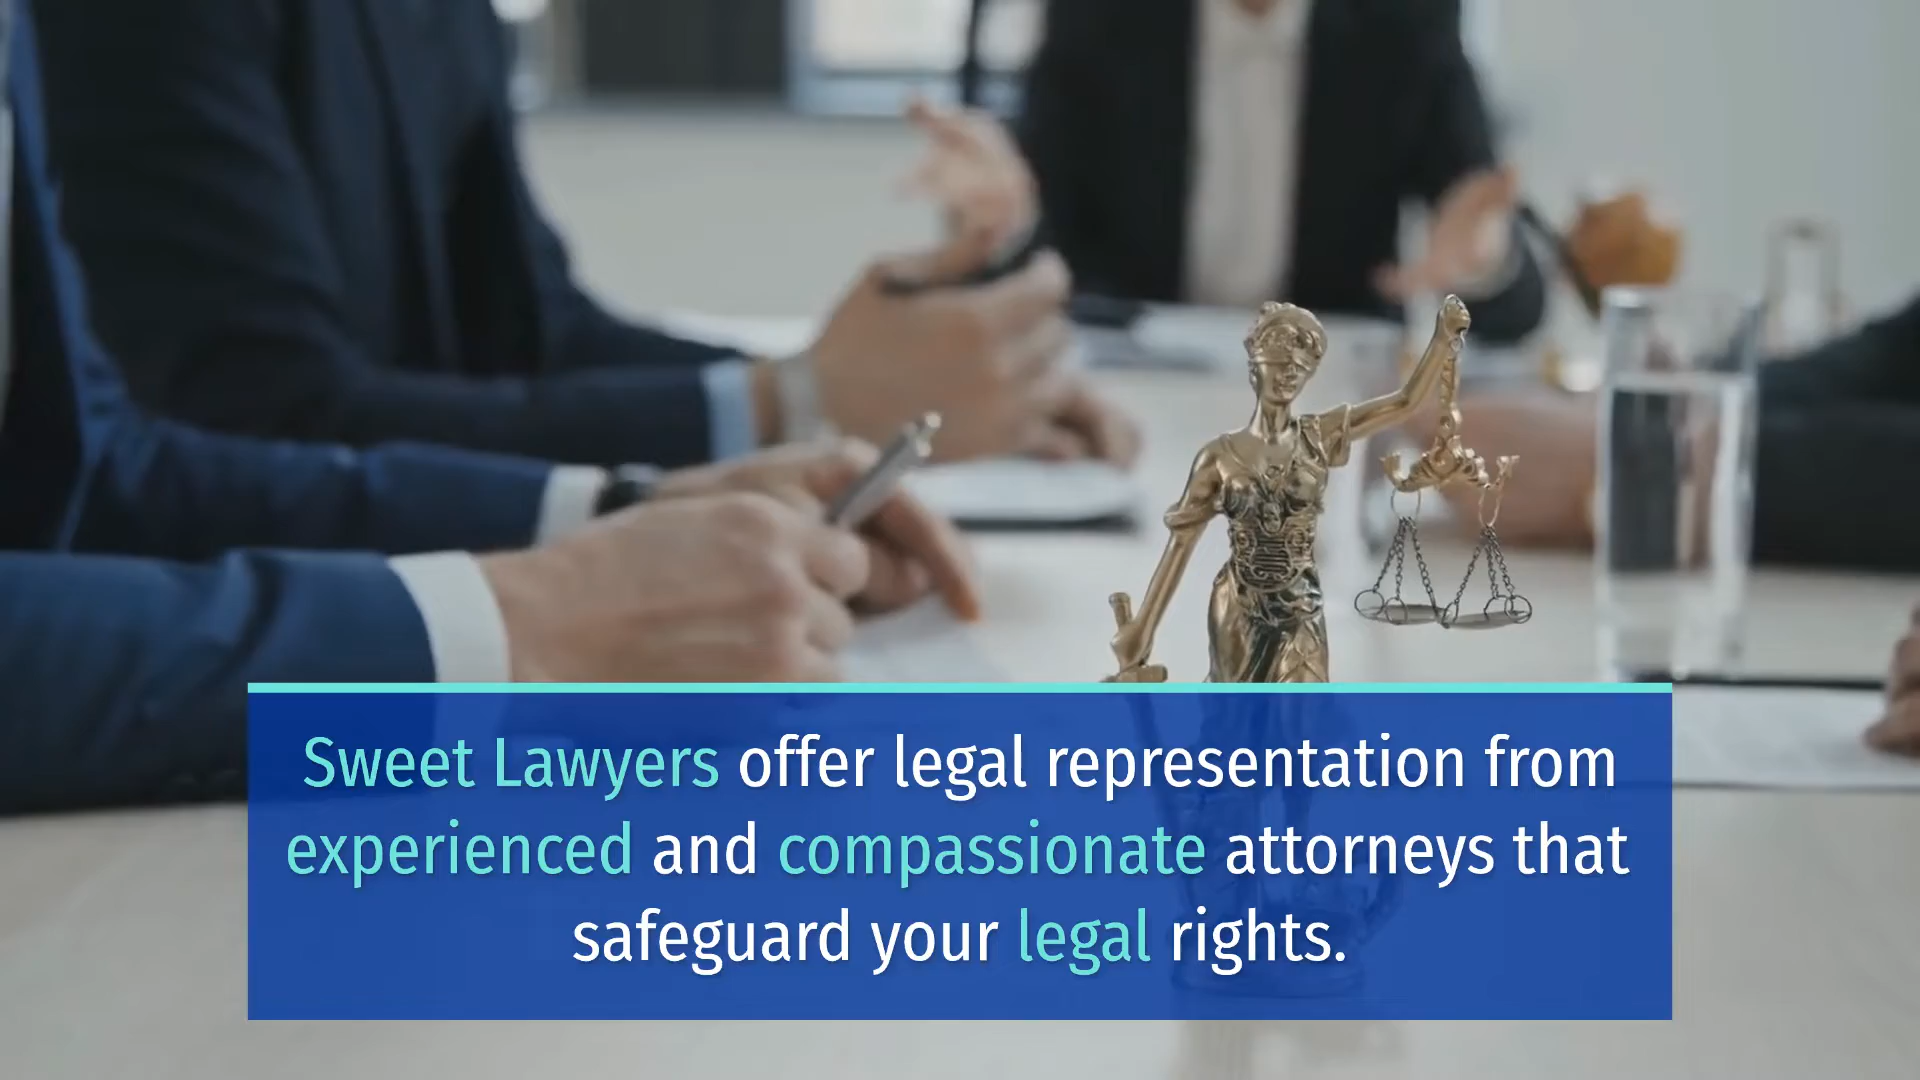 Sweet Lawyers offer legal representation from
experienced and compassionate attorneys that
safeguard your legal rights.